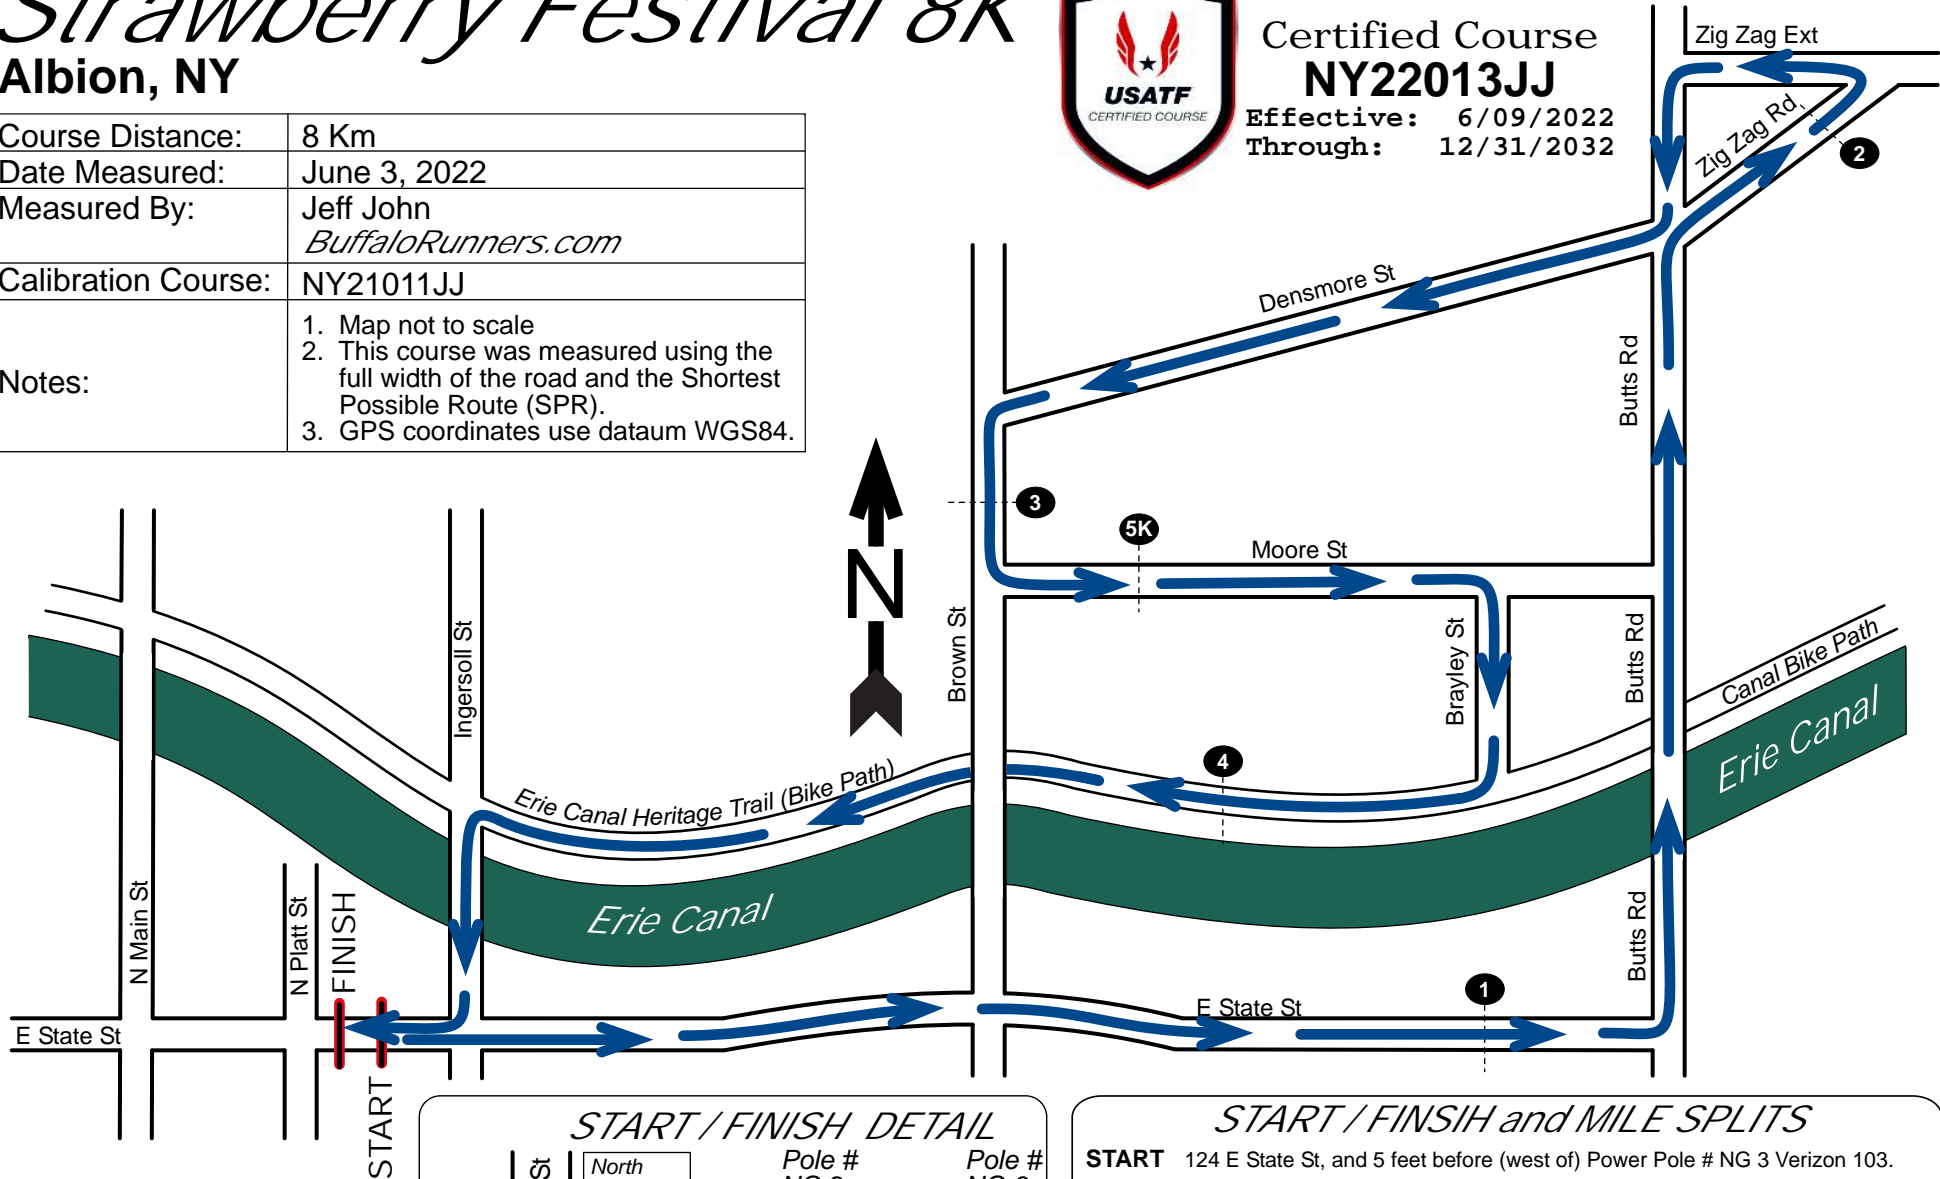 Strawberry Festival 8K
Albion, NY
Course Distance: 8 Km
Date Measured: June 3, 2022
Measured By: Jeff John
BuffaloRunners.com
Calibration Course: NY21011JJ
Notes:
1. Map not to scale
2. This course was measured using the
full width of the road and the Shortest
Possible Route (SPR).
3. GPS coordinates use dataum WGS84.
USATF
CERTIFIED COURSE
Certified Course
NY22013JJ
Effective: 6/09/2022
Through: 12/31/2032
Zig Zag Ext
Zig Zag Rd
2
Densmore St
Butts Rd
3
5K
Moore St
N
Brown St
Ingersoll St
Brayley St
Butts Rd
Canal Bike Path
Erie Canal
4
Erie Canal Heritage Trail (Bike Path)
Erie Canal
N Main St
N Platt St
FINISH
Butts Rd
1
E State St
E State St
START
START / FINISH DETAIL
St
North
Pole #
Pole #
START / FINSIH and MILE SPLITS
START 124 E State St, and 5 feet before (west of) Power Pole # NG 3 Verizon 103.